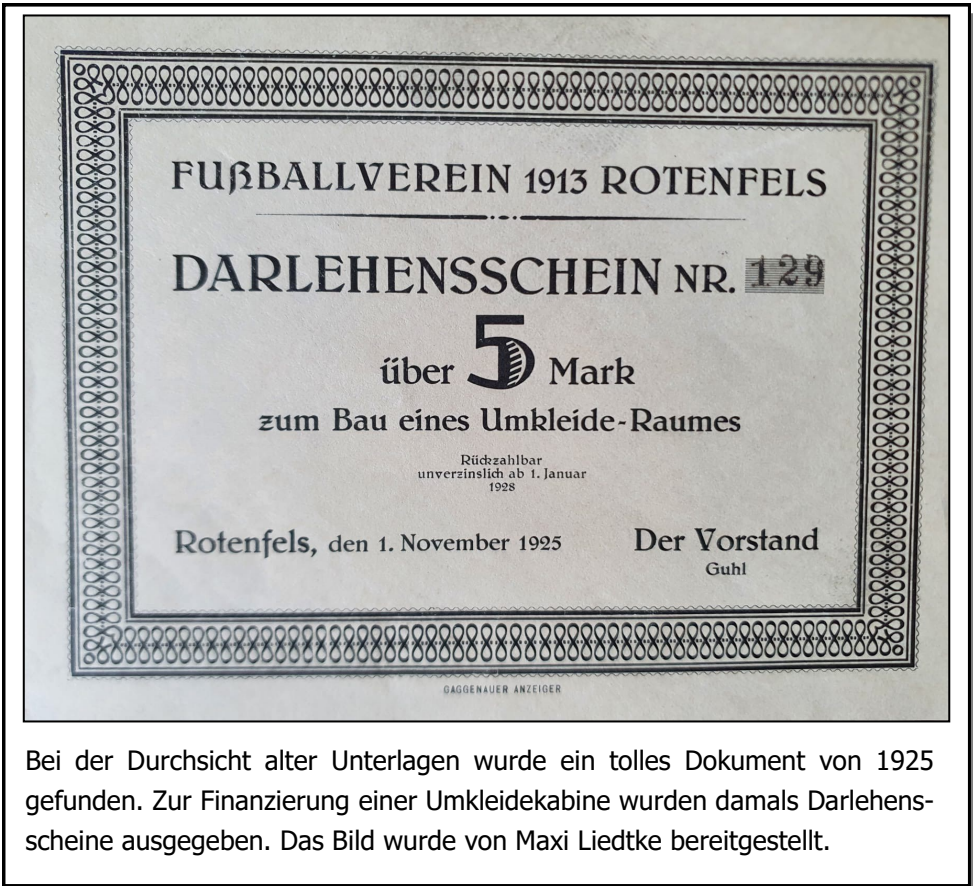 FUßBALLVEREIN 1913 ROTENFELS
DARLEHENSSCHEIN NR. 129
über 5 Mark
zum Bau eines Umkleide-Raumes
Rückzahlbar
unverzinslich ab 1. Januar
1928
Rotenfels, den 1. November 1925
Der Vorstand
Guhl
GAGGENAUER ANZEIGER
Bei der Durchsicht alter Unterlagen wurde ein tolles Dokument von 1925
gefunden. Zur Finanzierung einer Umkleidekabine wurden damals Darlehens-
scheine ausgegeben. Das Bild wurde von Maxi Liedtke bereitgestellt.